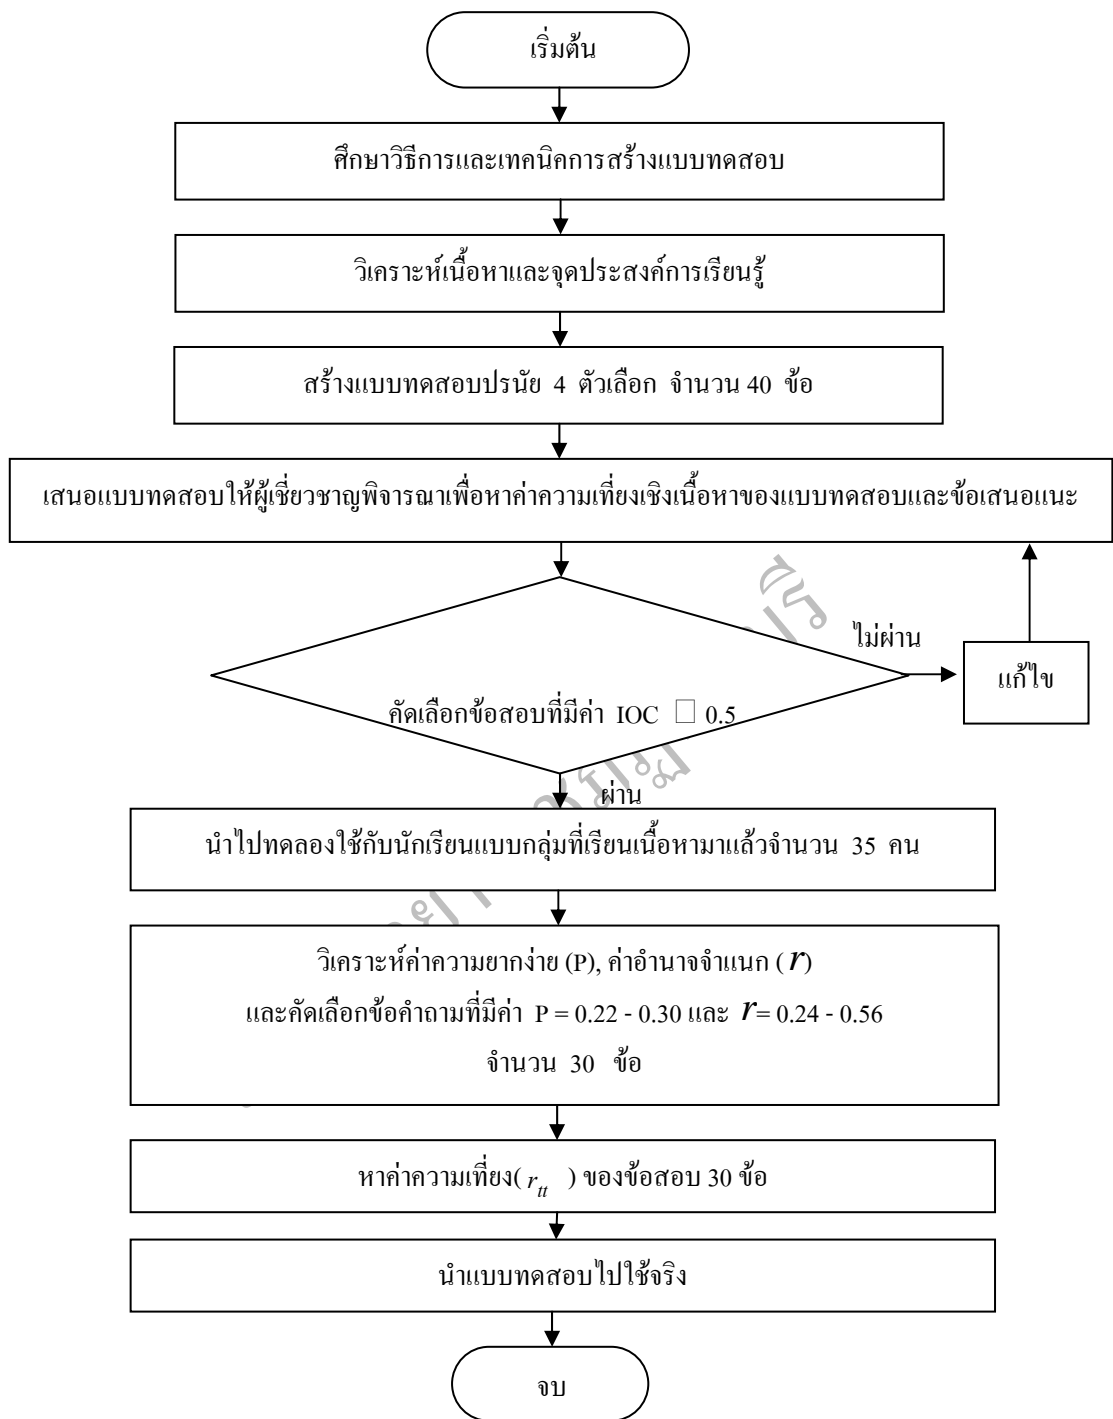 เริ่มต้น
ศึกษาวิธีการและเทคนิคการสร้างแบบทดสอบ
วิเคราะห์เนื้อหาและจุดประสงค์การเรียนรู้
สร้างแบบทดสอบปรนัย 4 ตัวเลือก จำนวน 40 ข้อ
เสนอแบบทดสอบให้ผู้เชี่ยวชาญพิจารณาเพื่อหาค่าความเที่ยงเชิงเนื้อหาของแบบทดสอบและข้อเสนอแนะ
ไม่ผ่าน
แก้ไข
คัดเลือกข้อสอบที่มีค่า IOC □ 0.5
ผ่าน
นำไปทดลองใช้กับนักเรียนแบบกลุ่มที่เรียนเนื้อหามาแล้วจำนวน 35 คน
วิเคราะห์ค่าความยากง่าย (P), ค่าอำนาจจำแนก ( r)
และคัดเลือกข้อคำถามที่มีค่า P = 0.22 - 0.30 และ r= 0.24 - 0.56
จำนวน 30 ข้อ
หาค่าความเที่ยง( rtt ) ของข้อสอบ 30 ข้อ
นำแบบทดสอบไปใช้จริง
จบ